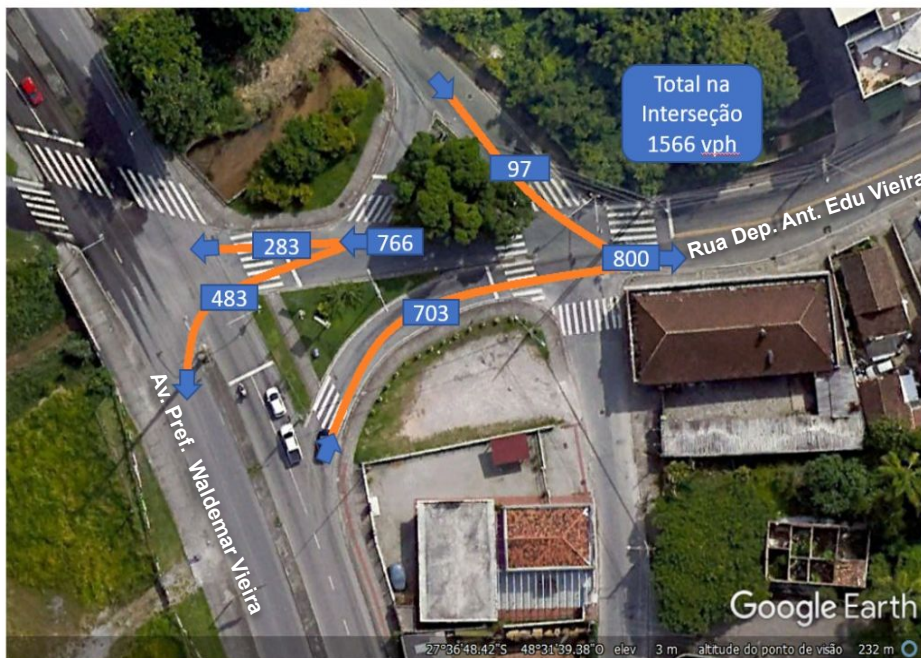 Total na
Interseção
1566 vph
97
Rua Dep. Ant. Edu Vieira
283
766
800
483
703
Av. Pref. Waldemar Vieira
Google Earth
27°36'48.42"S 48°31'39.38"O elev 3 m altitude do ponto de visão 232 m